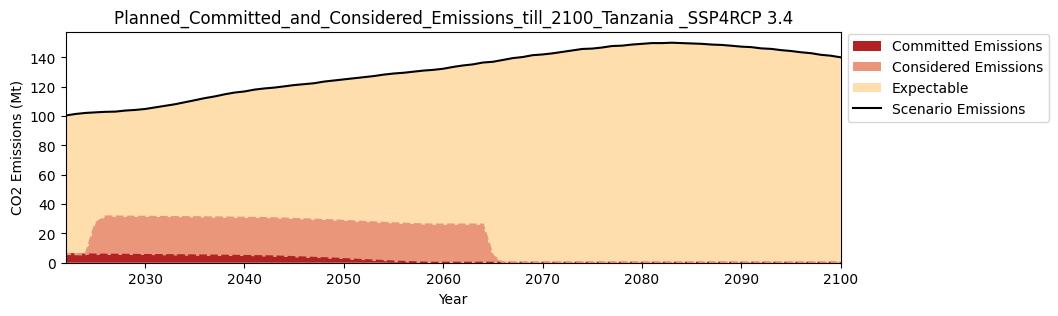 Planned_Committed_and_Considered_Emissions_till_2100_Tanzania _SSP4RCP 3.4
Committed Emissions
Considered Emissions
Expectable
Scenario Emissions
CO2 Emissions (Mt)
140
120
100
80
60
40
20
0
2030
2040
2050
2060
2070
2080
2090
2100
Year